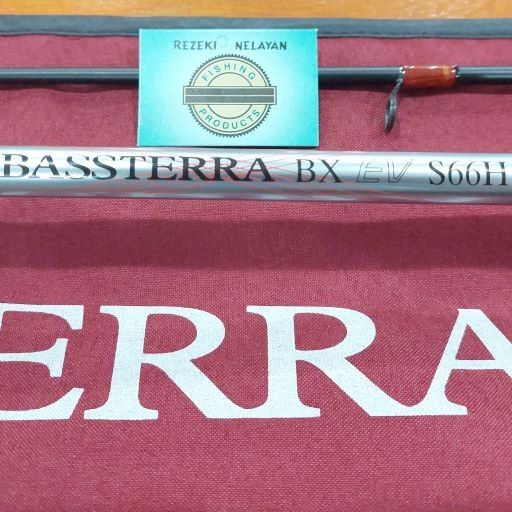 REZEKI NELAYAN
FISHING
PRODUCTS
BASSTERRA BX EV S66H
ERRA